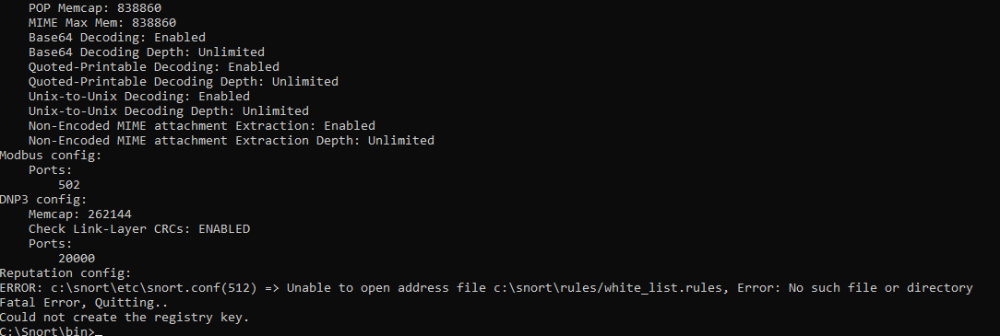 POP Memcap: 838860
MIME Max Mem: 838860
Base64 Decoding: Enabled
Base64 Decoding Depth: Unlimited
Quoted-Printable Decoding: Enabled
Quoted-Printable Decoding Depth: Unlimited
Unix-to-Unix Decoding: Enabled
Unix-to-Unix Decoding Depth: Unlimited
Non-Encoded MIME attachment Extraction: Enabled
Non-Encoded MIME attachment Extraction Depth: Unlimited
Modbus config:
Ports:
502
DNP3 config:
Memcap: 262144
Check Link-Layer CRCs: ENABLED
Ports:
20000
Reputation config:
ERROR: c:\snort\etc\snort.conf(512) => Unable to open address file c:\snort\rules/white_list.rules, Error: No such file or directory
Fatal Error, Quitting..
Could not create the registry key.
C:\Snort\bin>_